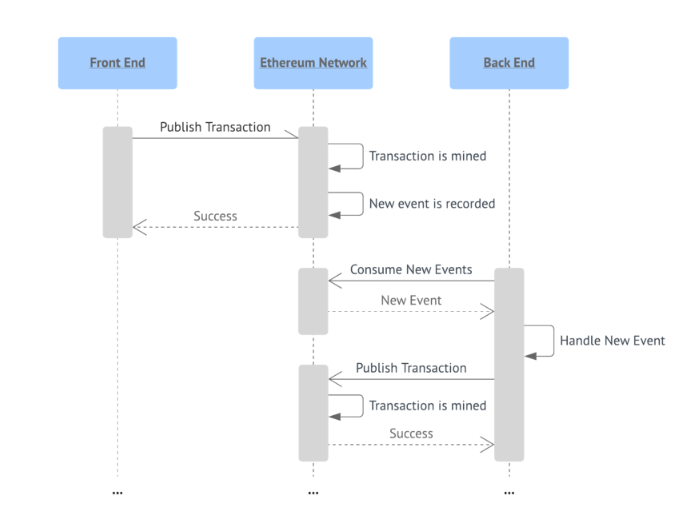 Front End
Ethereum Network
Back End
Publish Transaction
Transaction is mined
New event is recorded
Success
Consume New Events
New Event
Handle New Event
Publish Transaction
Transaction is mined
Success
... ... ...